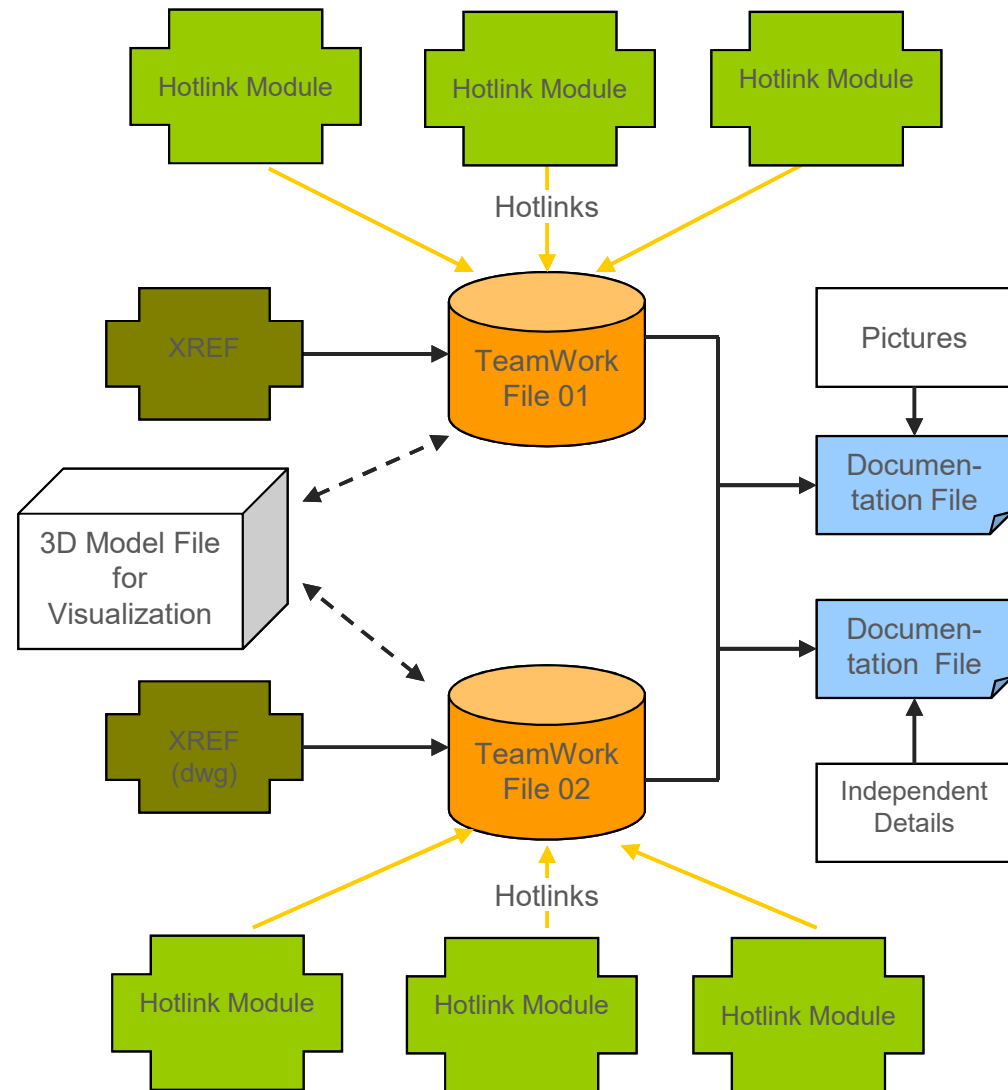 Hotlink Module
Hotlink Module
Hotlink Module
Hotlinks
XREF
TeamWork
File 01
Pictures
Documen-
tation File
3D Model File
for
Visualization
Documen-
tation File
XREF
(dwg)
TeamWork
File 02
Independent
Details
Hotlinks
Hotlink Module
Hotlink Module
Hotlink Module